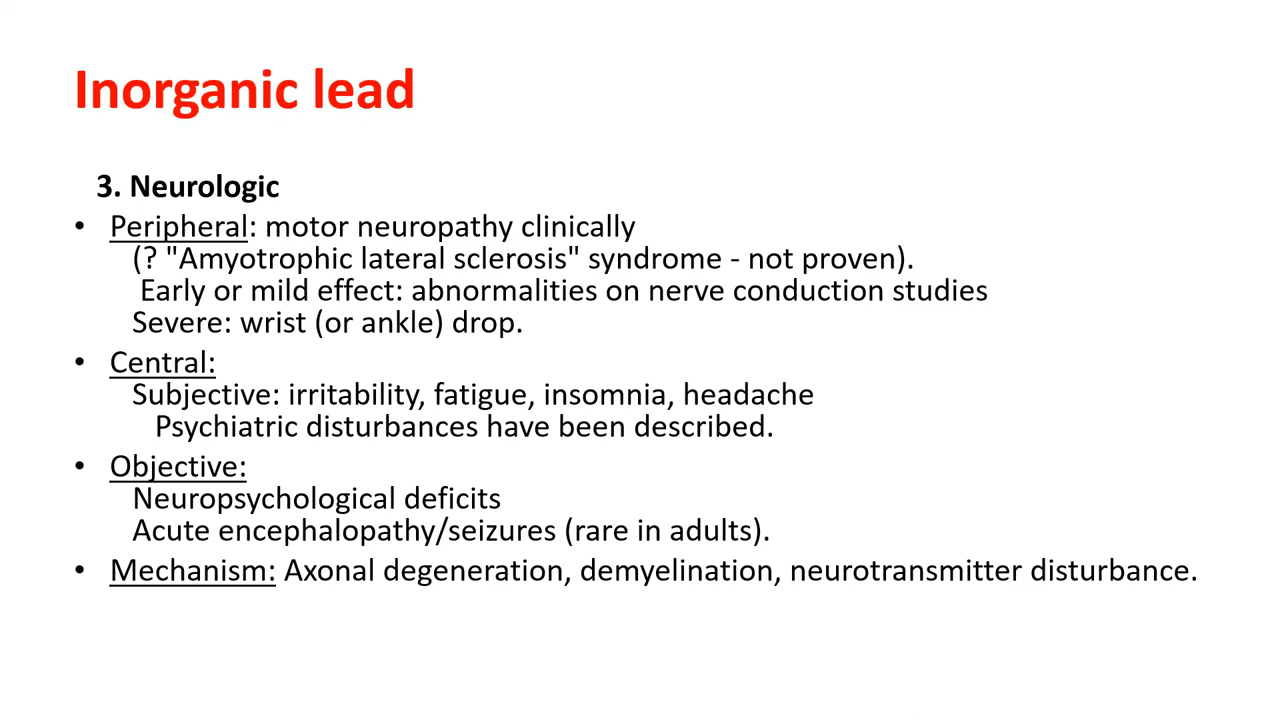 Inorganic lead
3. Neurologic
• Peripheral: motor neuropathy clinically
(? "Amyotrophic lateral sclerosis" syndrome - not proven).
Early or mild effect: abnormalities on nerve conduction studies
Severe: wrist (or ankle) drop.
• Central:
Subjective: irritability, fatigue, insomnia, headache
Psychiatric disturbances have been described.
• Objective:
Neuropsychological deficits
Acute encephalopathy/seizures (rare in adults).
• Mechanism: Axonal degeneration, demyelination, neurotransmitter disturbance.